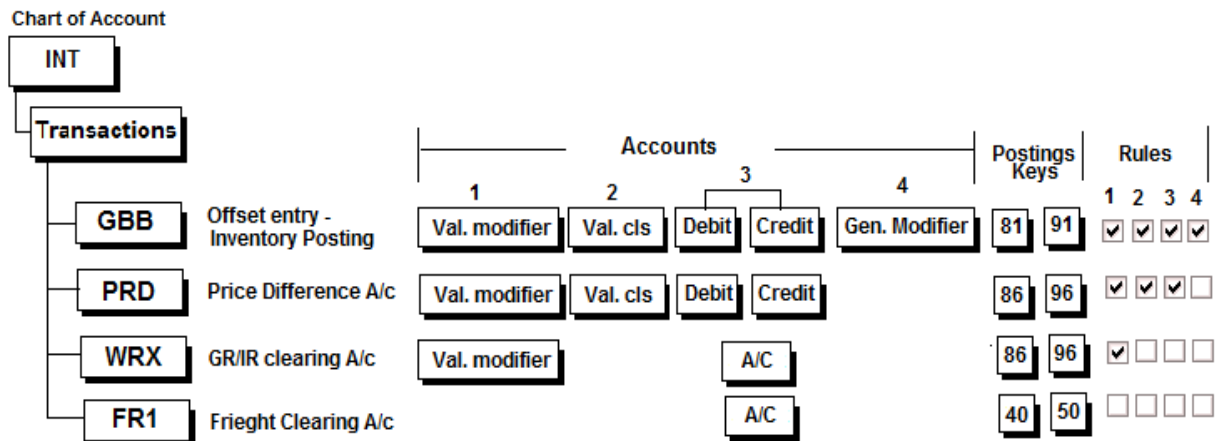 Chart of Account
INT
Transactions
Accounts
Postings Keys
Rules
1 2 3 4
1 2 3 4
GBB Offset entry -
Inventory Posting
Val. modifier Val. cls Debit Credit Gen. Modifier 81 91
PRD Price Difference A/c Val. modifier Val. cls Debit Credit 86 96
WRX GR/IR clearing A/c Val. modifier A/C 86 96
FR1 Frieght Clearing A/c A/C 40 50